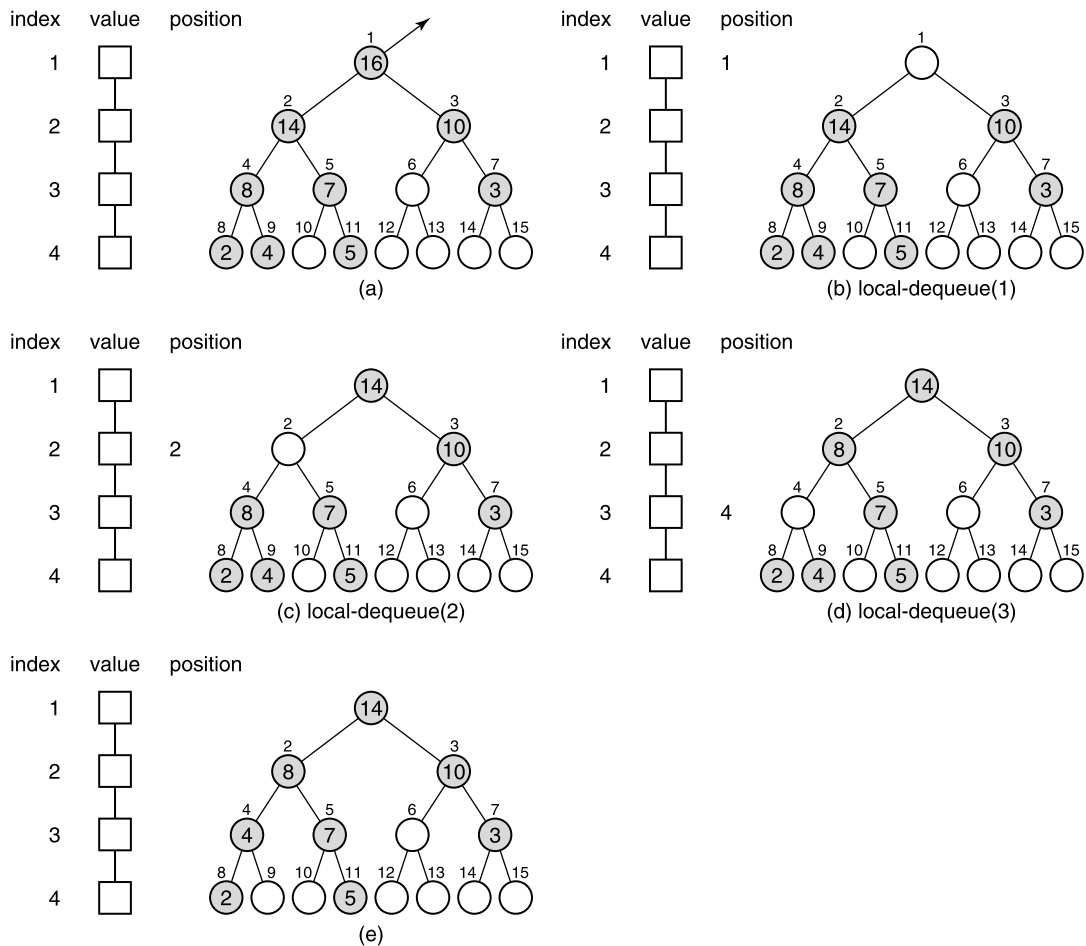 index value position
1
1 16
2 3
2 14 10
4 5 6 7
3 8 7 3
8 9 10 11 12 13 14 15
4 2 4 5
(a)
index value position
1
1 1
2 3
2 14 10
4 5 6 7
3 8 7 3
8 9 10 11 12 13 14 15
4 2 4 5
(b) local-dequeue(1)
index value position
1 14
2 3
2 2 10
4 5 6 7
3 8 7 3
8 9 10 11 12 13 14 15
4 2 4 5
(c) local-dequeue(2)
index value position
1 14
2 3
2 8 10
4 5 6 7
3 4 7 3
8 9 10 11 12 13 14 15
4 2 4 5
(d) local-dequeue(3)
index value position
1 14
2 3
2 8 10
4 5 6 7
3 4 7 3
8 9 10 11 12 13 14 15
4 2 5
(e)